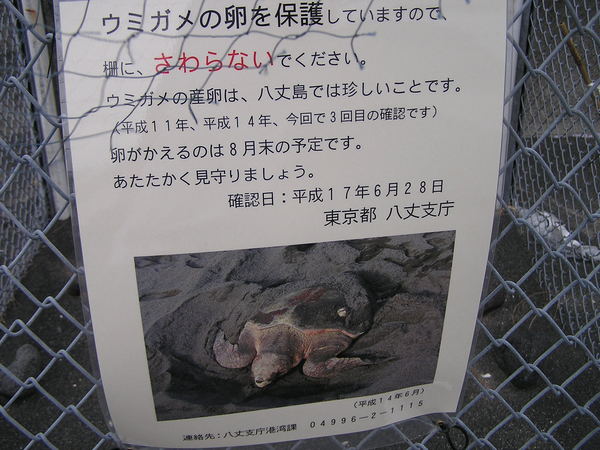 ウミガメの卵を保護していますので、
柵に、さわらないでください。
ウミガメの産卵は、八丈島では珍しいことです。
（平成11年、平成14年、今回で3回目の確認です）
卵がかえるのは8月末の予定です。
あたたかく見守りましょう。
確認日：平成17年6月28日
東京都 八丈支庁
（平成14年6月）
連絡先：八丈支庁港湾課 04996-2-1115